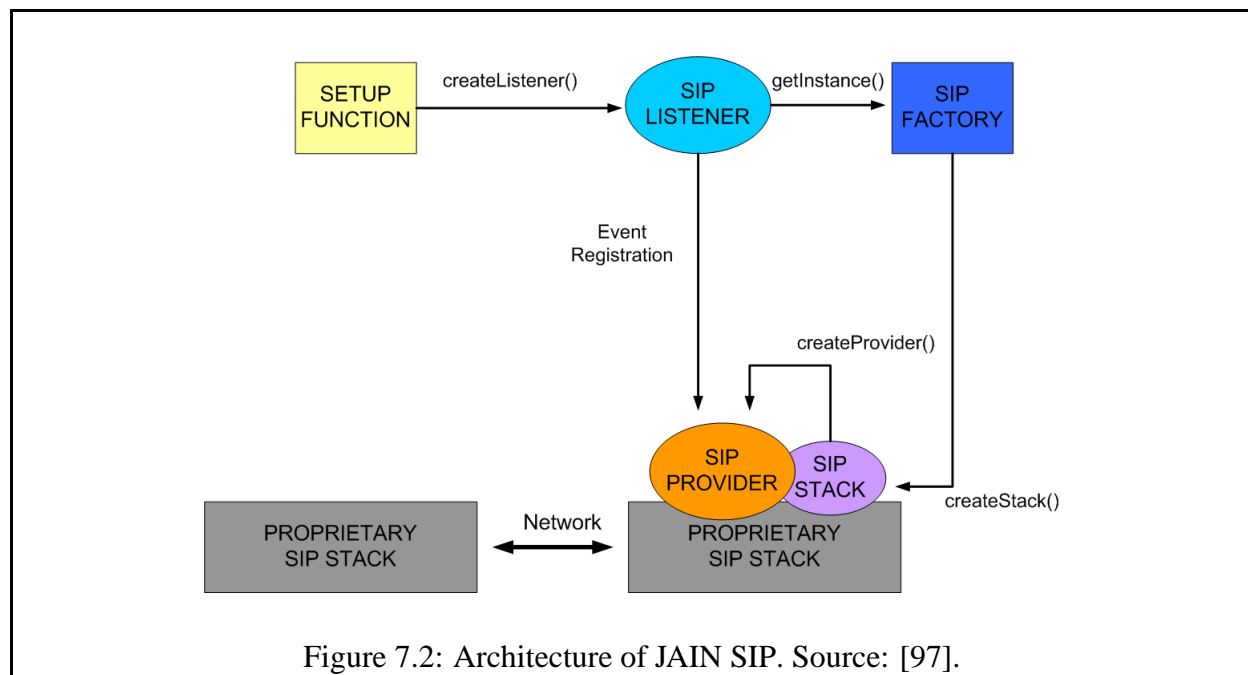 SETUP
FUNCTION
createListener()
SIP
LISTENER
getInstance()
SIP
FACTORY
Event
Registration
createProvider()
SIP
PROVIDER
SIP
STACK
createStack()
PROPRIETARY
SIP STACK
Network
PROPRIETARY
SIP STACK
Figure 7.2: Architecture of JAIN SIP. Source: [97].